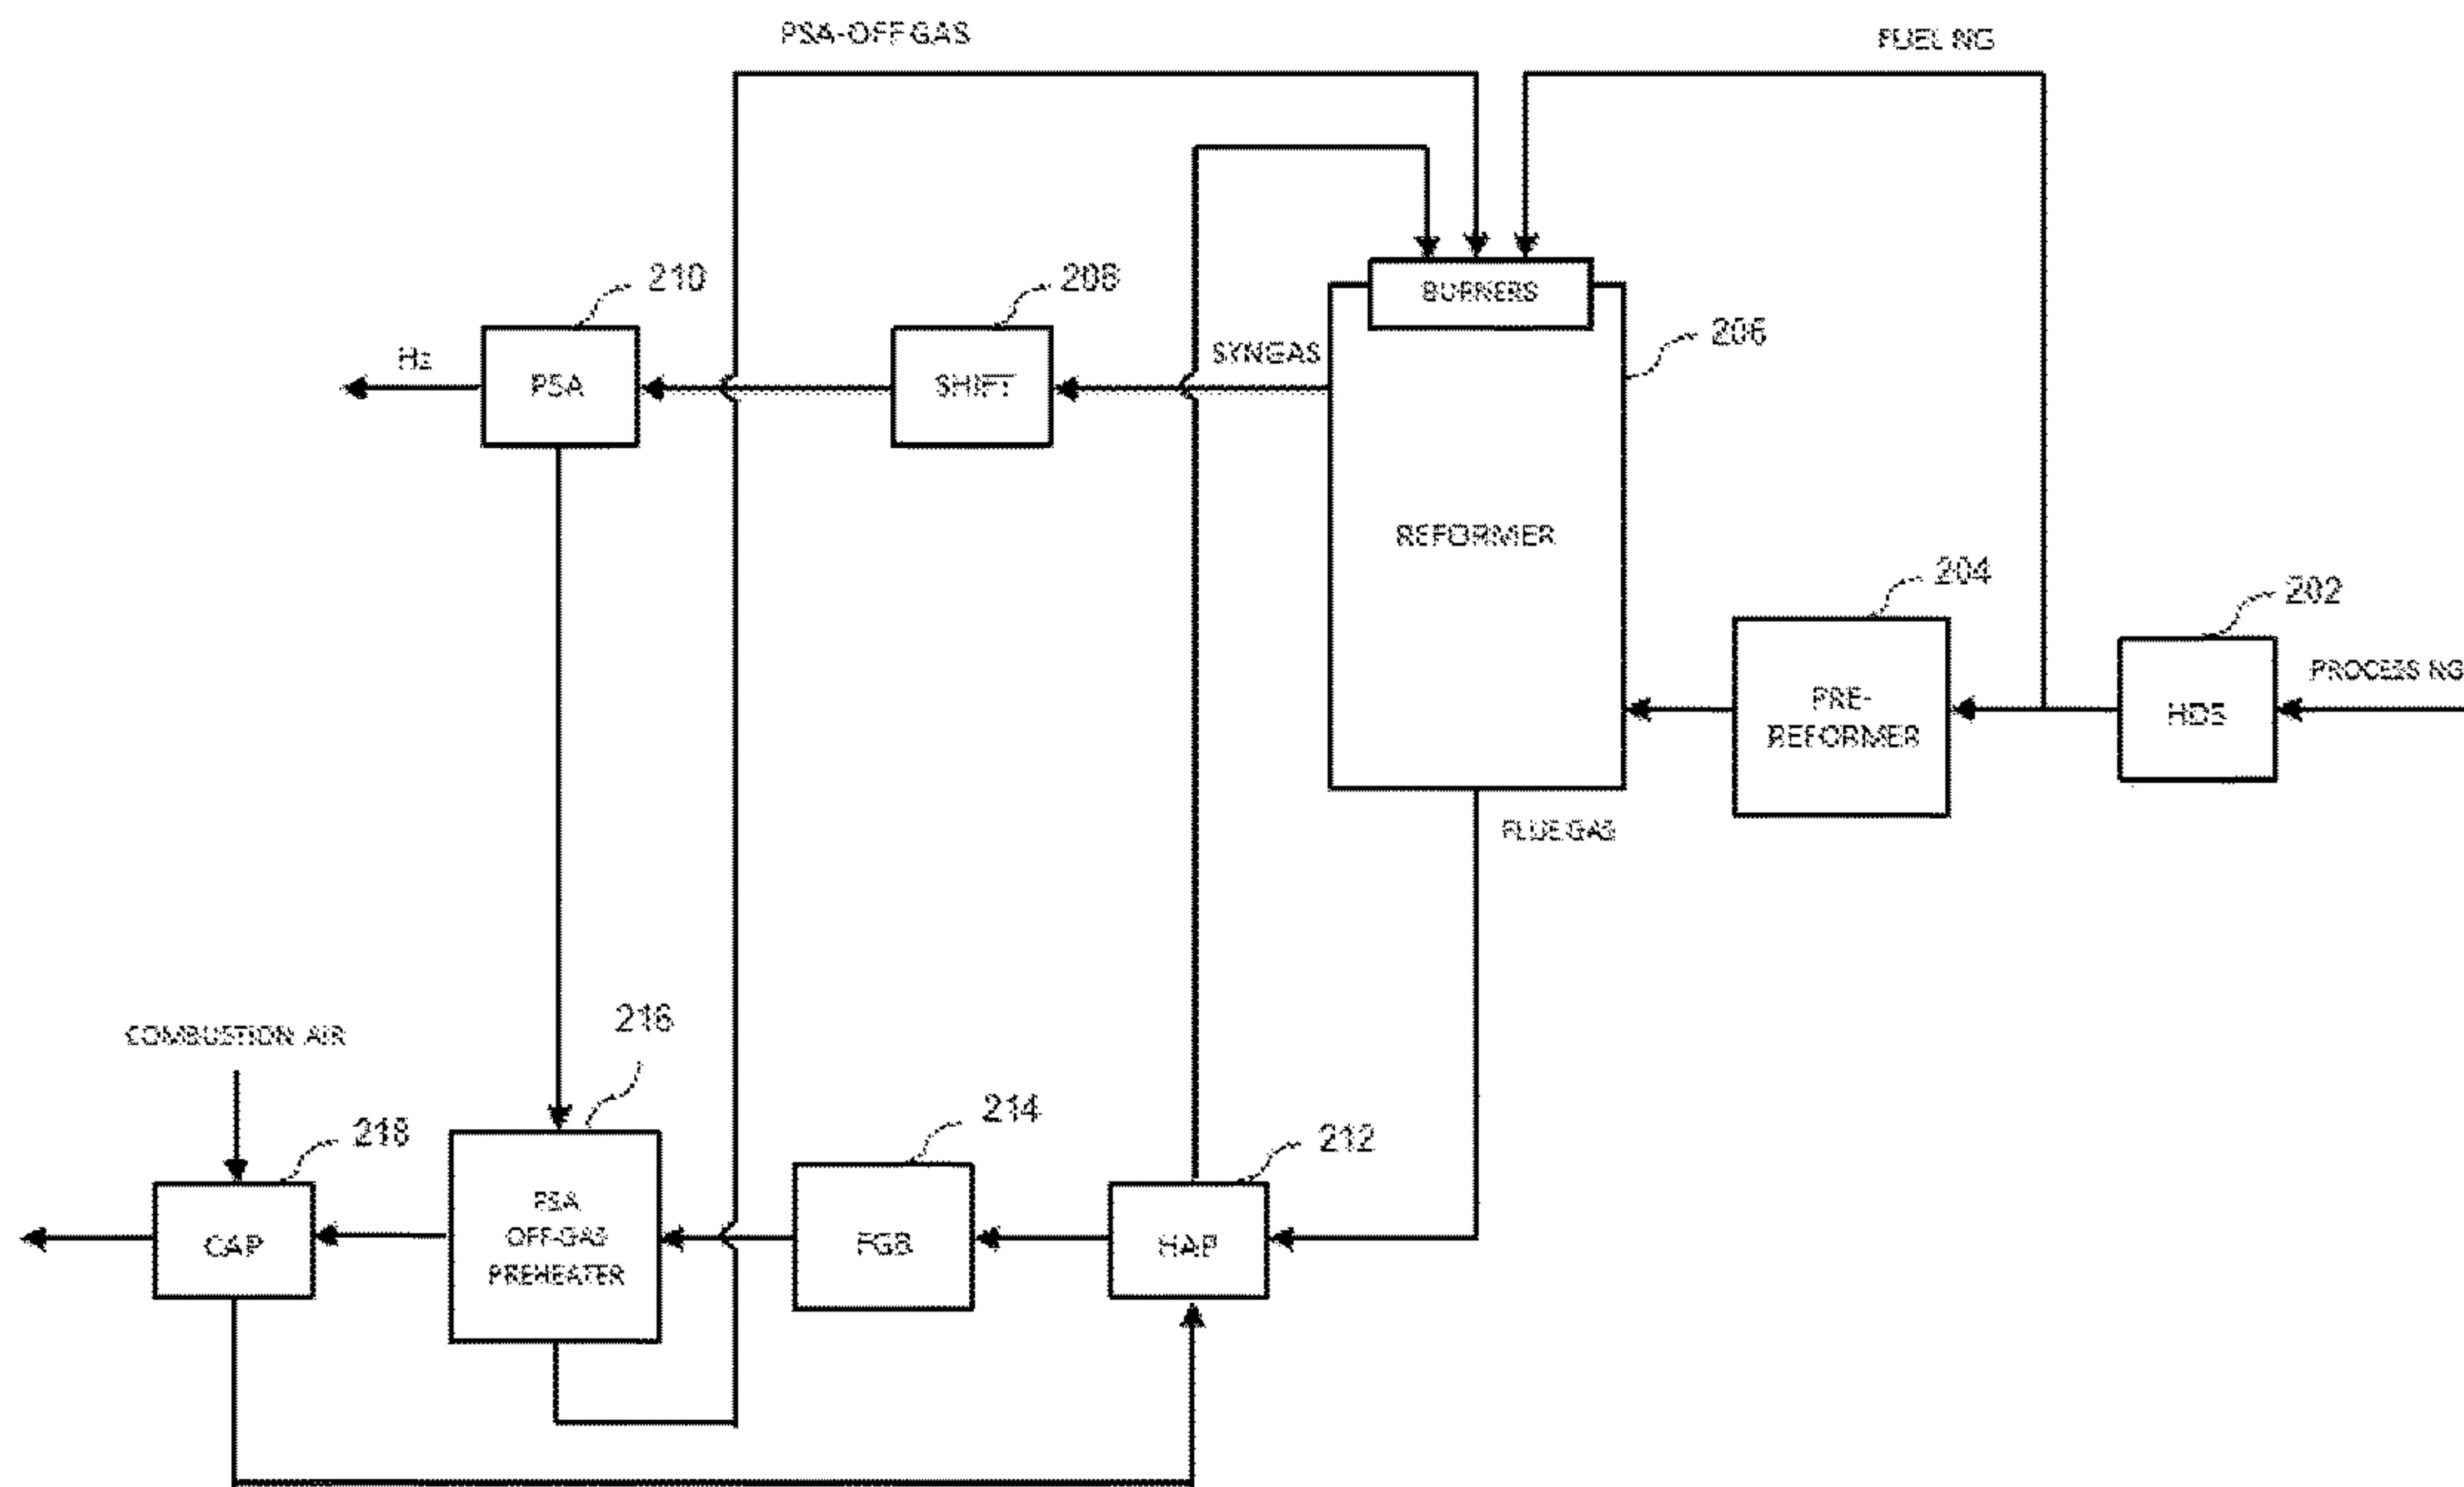 PSA-OFF GAS
FUEL NG
210
208
BURNERS
206
H2
PSA
SHIFT
SYNGAS
REFORMER
204
202
PROCESS NG
PRE-
REFORMER
HDS
FLUE GAS
216
COMBUSTION AIR
218
214
212
CAP
PSA
OFF-GAS
PREHEATER
FGB
HAP